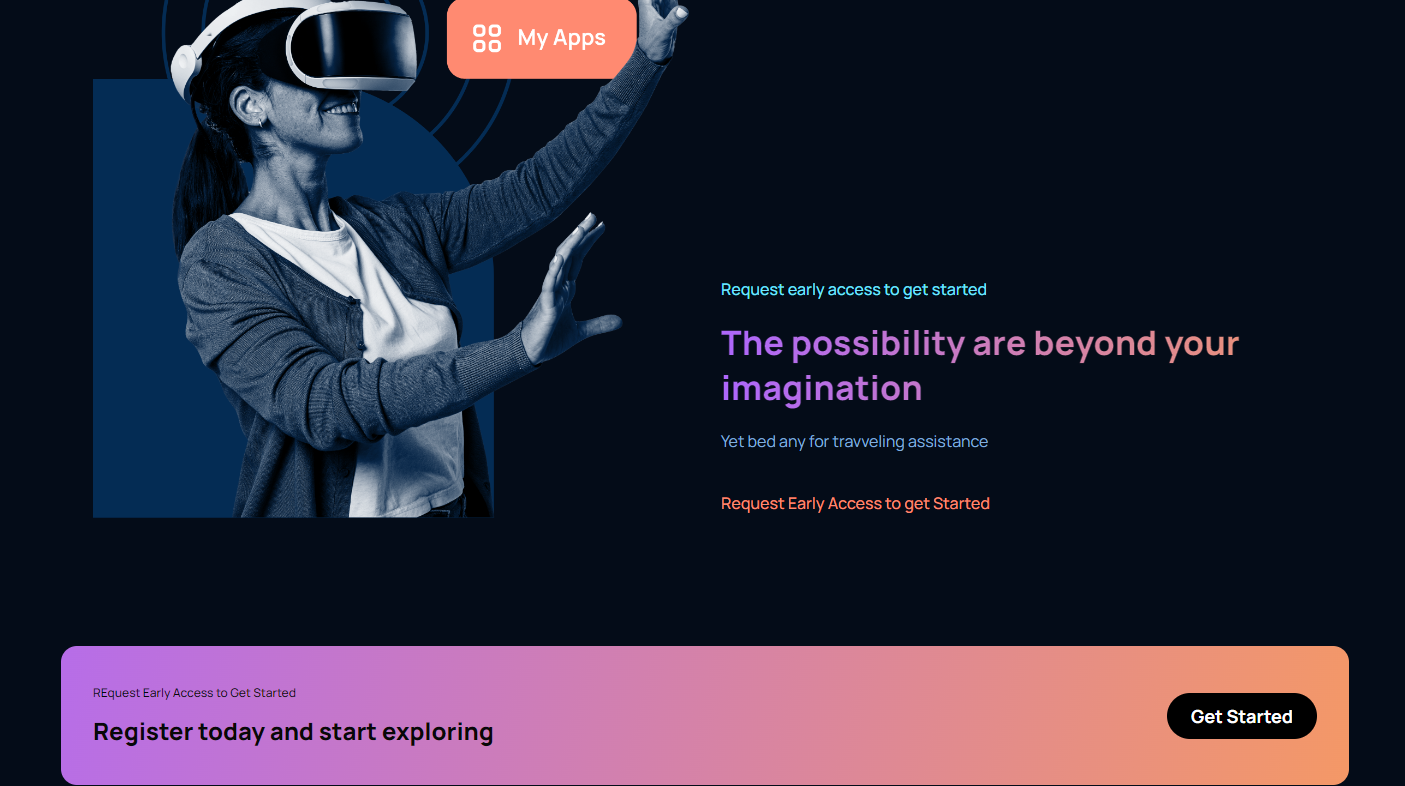 My Apps
Request early access to get started
The possibility are beyond your
imagination
Yet bed any for travveling assistance
Request Early Access to get Started
REquest Early Access to Get Started
Register today and start exploring
Get Started